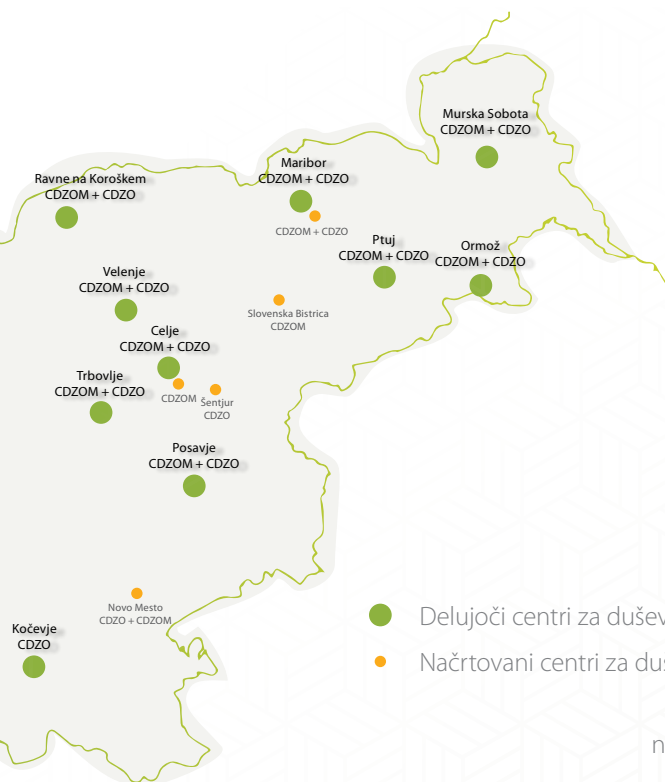 Murska Sobota
CDZOM + CDZO
Maribor
CDZOM + CDZO
CDZOM + CDZO
Ravne na Koroškem
CDZOM + CDZO
Ptuj
CDZOM + CDZO
Ormož
CDZOM + CDZO
Velenje
CDZOM + CDZO
Slovenska Bistrica
CDZOM
Celje
CDZOM + CDZO
CDZOM
Šentjur
CDZO
Trbovlje
CDZOM + CDZO
Posavje
CDZOM + CDZO
Novo Mesto
CDZO + CDZOM
Kočevje
CDZO
Delujoči centri za dušev
Načrtovani centri za du
n